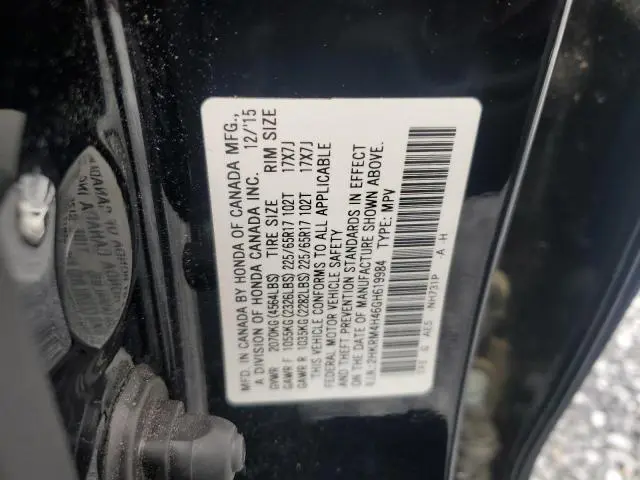 MFD. IN CANADA BY HONDA OF CANADA MFG.,
A DIVISION OF HONDA CANADA INC. 12/'15
GVWR 2070KG(4564LBS) TIRE SIZE RIM SIZE
GAWR F 1055KG(2326LBS) 225/65R17 102T 17X7J
GAWR R 1035KG(2282LBS) 225/65R17 102T 17X7J
THIS VEHICLE CONFORMS TO ALL APPLICABLE
FEDERAL MOTOR VEHICLE SAFETY
AND THEFT PREVENTION STANDARDS IN EFFECT
ON THE DATE OF MANUFACTURE SHOWN ABOVE.
V.I.N.:2HKRM4H46GH619984 TYPE: MPV
AE5 NH731P -A -H